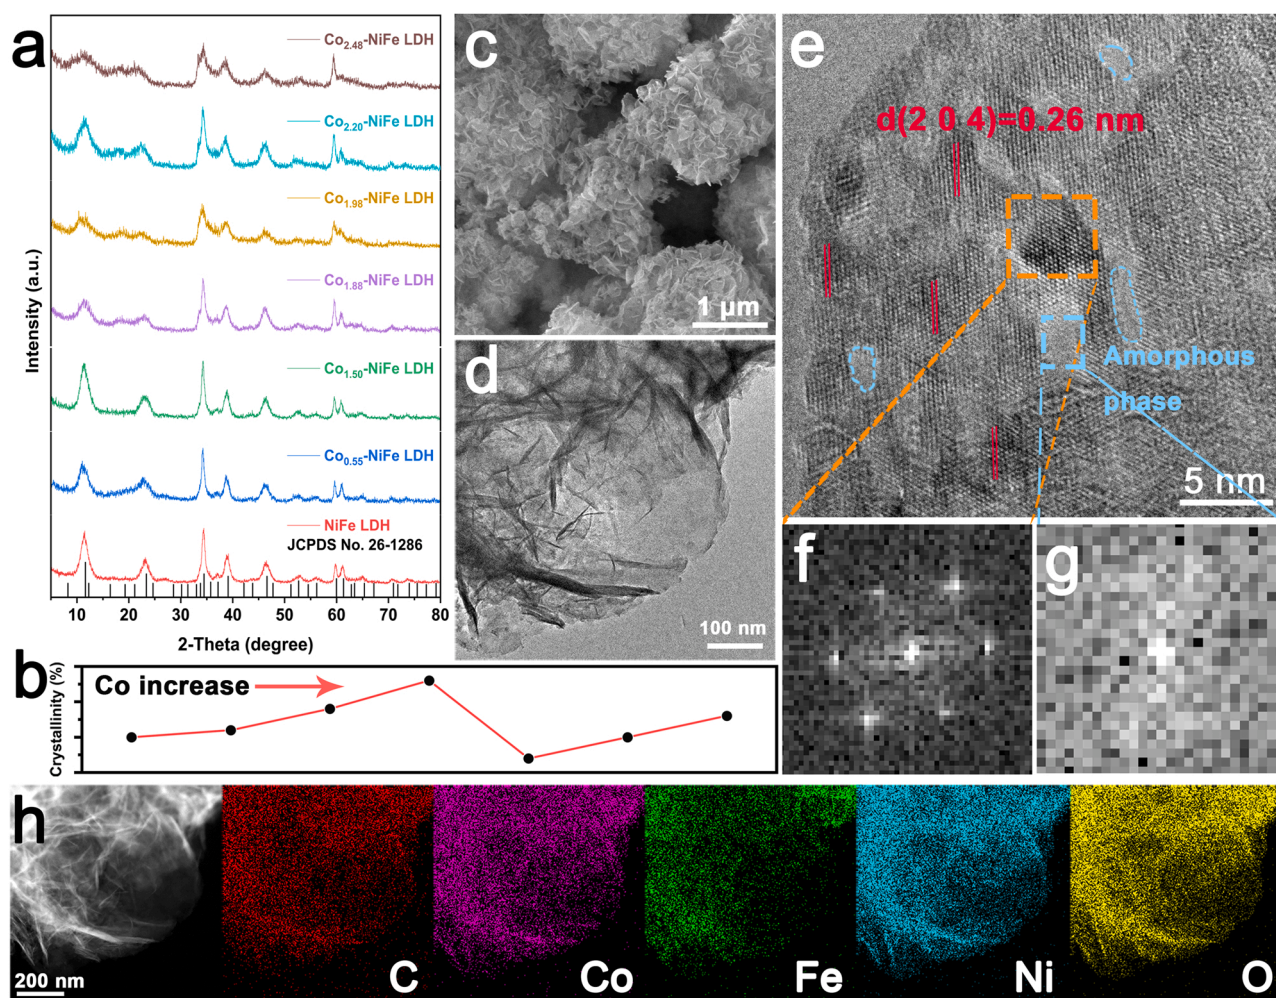 a
Co2.48-NiFe LDH
Co2.20-NiFe LDH
Co1.98-NiFe LDH
Co1.88-NiFe LDH
Co1.50-NiFe LDH
Co0.55-NiFe LDH
NiFe LDH
JCPDS No. 26-1286
Intensity (a.u.)
10 20 30 40 50 60 70 80
2-Theta (degree)
b
Co increase
Crystallinity (%)
c
1 µm
d
100 nm
e
d(2 0 4)=0.26 nm
Amorphous
phase
5 nm
f
g
h
200 nm
C
Co
Fe
Ni
O